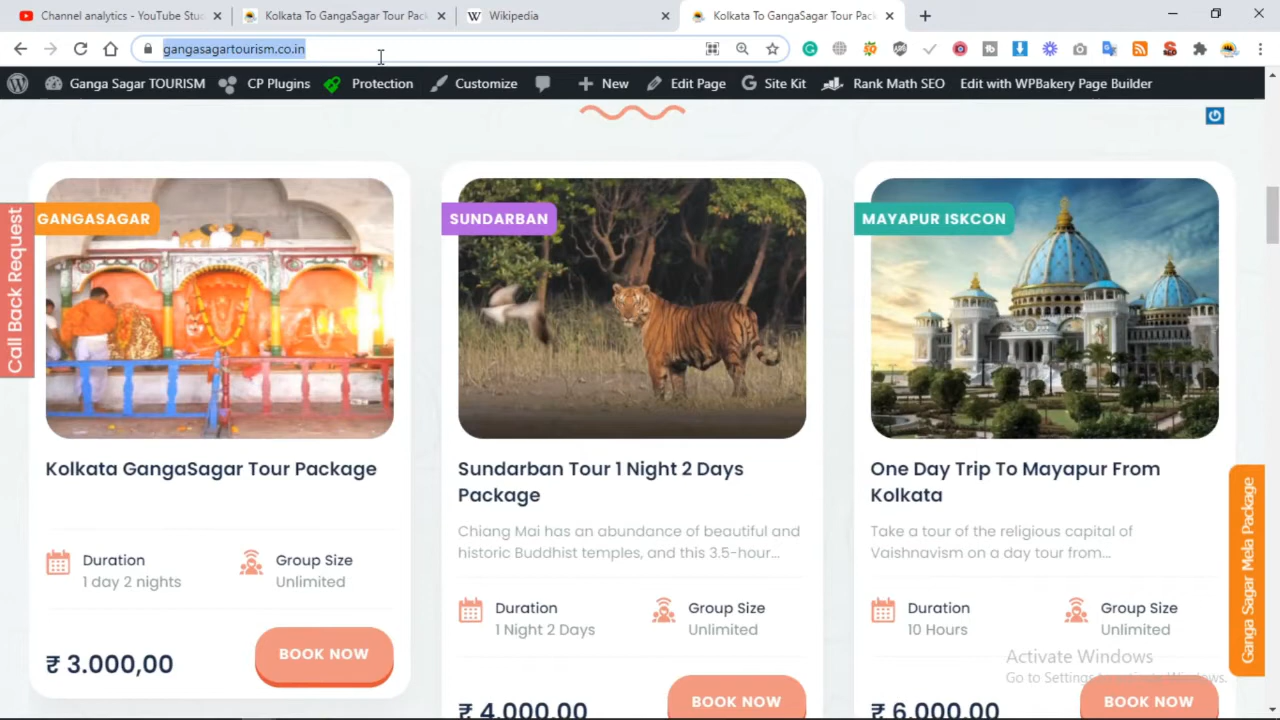 Channel analytics - YouTube Stu
Kolkata To GangaSagar Tour Pack
Wikipedia
Kolkata To GangaSagar Tour Pack
gangasagartourism.co.in
Ganga Sagar TOURISM
CP Plugins
Protection
Customize
New
Edit Page
Site Kit
Rank Math SEO
Edit with WPBakery Page Builder
Call Back Request
GANGASAGAR
SUNDARBAN
MAYAPUR ISKCON
Kolkata GangaSagar Tour Package
Sundarban Tour 1 Night 2 Days
Package
One Day Trip To Mayapur From
Kolkata
Chiang Mai has an abundance of beautiful and
historic Buddhist temples, and this 3.5-hour...
Take a tour of the religious capital of
Vaishnavism on a day tour from...
Duration
1 day 2 nights
Group Size
Unlimited
Duration
1 Night 2 Days
Group Size
Unlimited
Duration
10 Hours
Group Size
Unlimited
₹ 3.000,00
BOOK NOW
₹ 4.000,00
BOOK NOW
₹ 6.000,00
BOOK NOW
Ganga Sagar Mela Package
Activate Windows
Go to Settings to activate Windows.